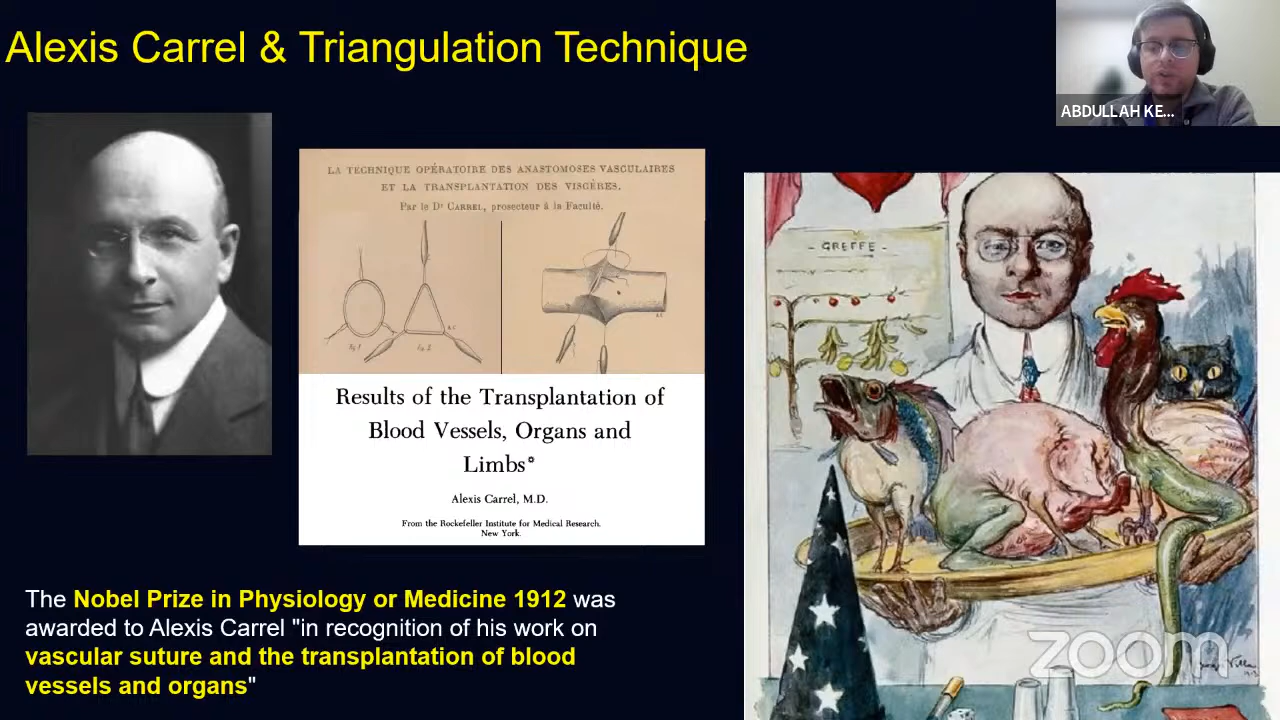 Alexis Carrel & Triangulation Technique
ABDULLAH KE...
LA TECHNIQUE OPÉRATOIRE DES ANASTOMOSES VASCULAIRES
ET LA TRANSPLANTATION DES VISCÈRES.
Par le Dr CARREL, prosecteur à la Faculté.
Fig. 1
Fig. 2
Results of the Transplantation of
Blood Vessels, Organs and
Limbs*
Alexis Carrel, M.D.
From the Rockefeller Institute for Medical Research.
New York.
- GREFFE -
The Nobel Prize in Physiology or Medicine 1912 was
awarded to Alexis Carrel "in recognition of his work on
vascular suture and the transplantation of blood
vessels and organs"
zoom